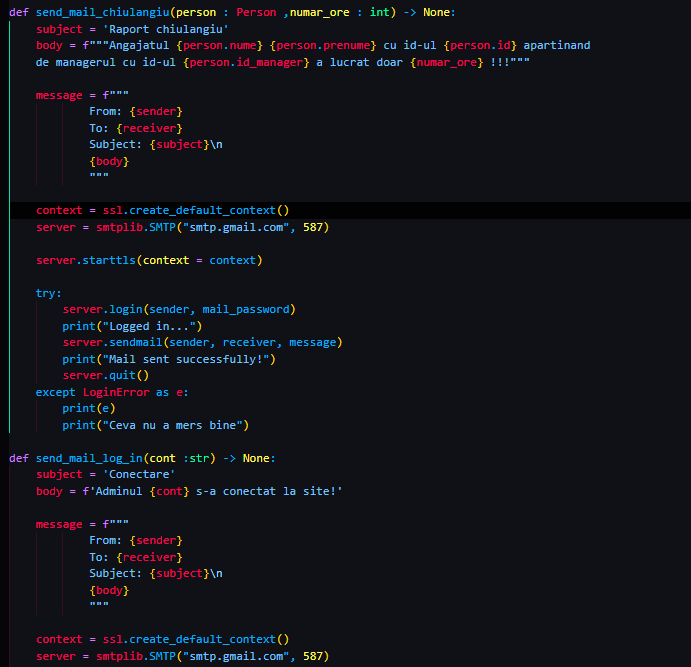 def send_mail_chiulangiu(person : Person ,numar_ore : int) -> None:
    subject = 'Raport chiulangiu'
    body = f"""Angajatul {person.nume} {person.prenume} cu id-ul {person.id} apartinand
    de managerul cu id-ul {person.id_manager} a lucrat doar {numar_ore} !!!"""

    message = f"""
            From: {sender}
            To: {receiver}
            Subject: {subject}\n
            {body}
            """

    context = ssl.create_default_context()
    server = smtplib.SMTP("smtp.gmail.com", 587)

    server.starttls(context = context)

    try:
        server.login(sender, mail_password)
        print("Logged in...")
        server.sendmail(sender, receiver, message)
        print("Mail sent successfully!")
        server.quit()
    except LoginError as e:
        print(e)
        print("Ceva nu a mers bine")

def send_mail_log_in(cont :str) -> None:
    subject = 'Conectare'
    body = f'Adminul {cont} s-a conectat la site!'

    message = f"""
            From: {sender}
            To: {receiver}
            Subject: {subject}\n
            {body}
            """

    context = ssl.create_default_context()
    server = smtplib.SMTP("smtp.gmail.com", 587)